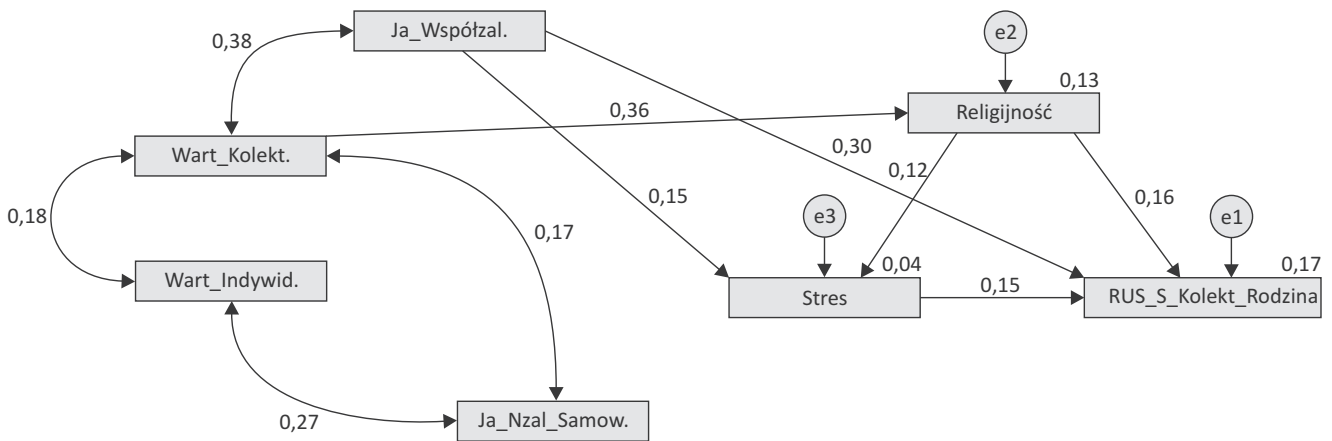 Ja_Współzal.
e2
0,38
0,13
Religijność
0,36
Wart_Kolekt.
0,30
0,12
0,15
0,16
0,18
e3
e1
0,17
Wart_Indywid.
0,04
0,17
Stres
0,15
RUS_S_Kolekt_Rodzina
0,27
Ja_Nzal_Samow.